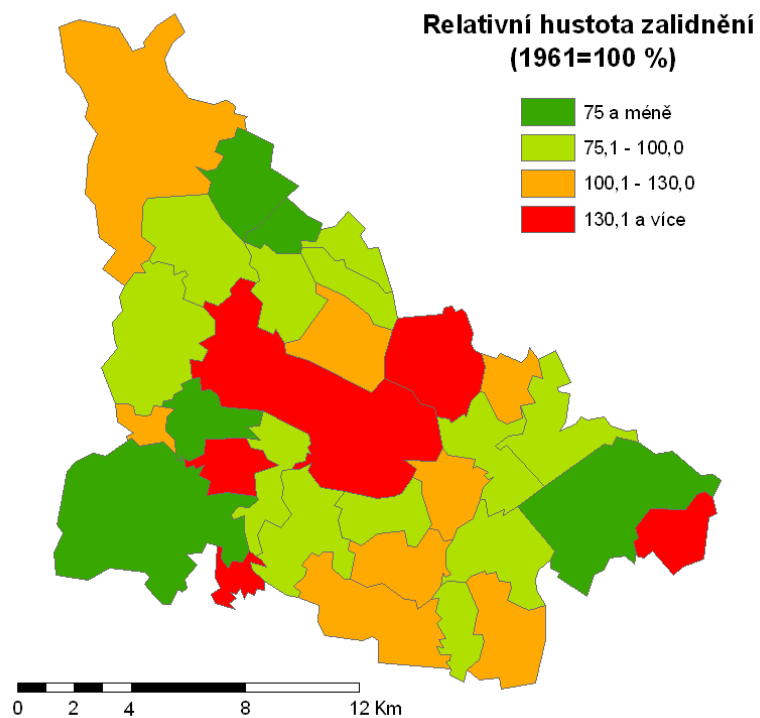 Relativní hustota zalidnění
(1961=100 %)
75 a méně
75,1 - 100,0
100,1 - 130,0
130,1 a více
0 2 4 8 12 Km